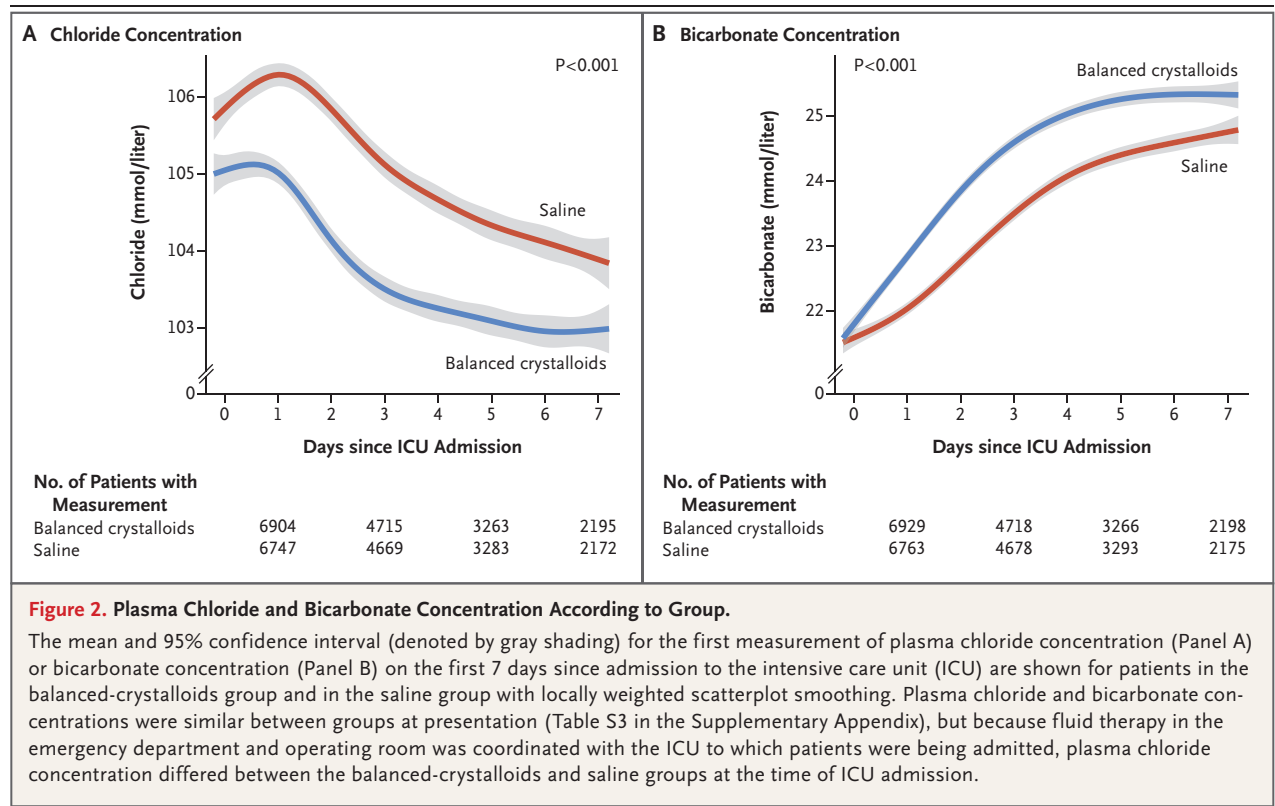 A Chloride Concentration
P<0.001
Chloride (mmol/liter)
106
105
104
103
0
Saline
Balanced crystalloids
0 1 2 3 4 5 6 7
Days since ICU Admission
No. of Patients with
Measurement
Balanced crystalloids 6904 4715 3263 2195
Saline 6747 4669 3283 2172
B Bicarbonate Concentration
P<0.001
Bicarbonate (mmol/liter)
25
24
23
22
0
Balanced crystalloids
Saline
0 1 2 3 4 5 6 7
Days since ICU Admission
No. of Patients with
Measurement
Balanced crystalloids 6929 4718 3266 2198
Saline 6763 4678 3293 2175
Figure 2. Plasma Chloride and Bicarbonate Concentration According to Group.
The mean and 95% confidence interval (denoted by gray shading) for the first measurement of plasma chloride concentration (Panel A)
or bicarbonate concentration (Panel B) on the first 7 days since admission to the intensive care unit (ICU) are shown for patients in the
balanced-crystalloids group and in the saline group with locally weighted scatterplot smoothing. Plasma chloride and bicarbonate con-
centrations were similar between groups at presentation (Table S3 in the Supplementary Appendix), but because fluid therapy in the
emergency department and operating room was coordinated with the ICU to which patients were being admitted, plasma chloride
concentration differed between the balanced-crystalloids and saline groups at the time of ICU admission.